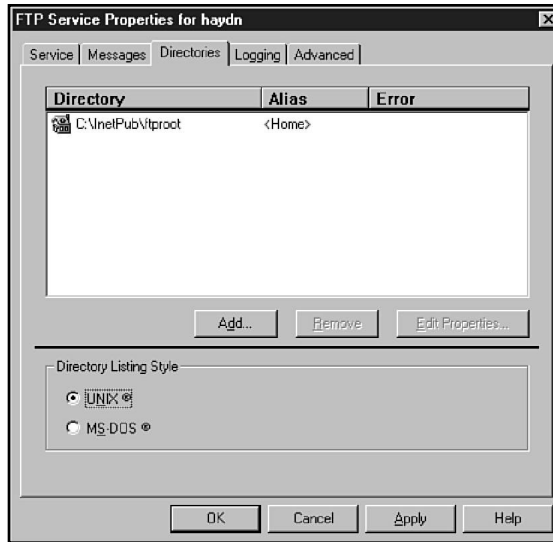 FTP Service Properties for haydn
Service Messages Directories Logging Advanced
Directory Alias Error
C:\InetPub\ftproot <Home>
Add... Remove Edit Properties...
Directory Listing Style
UNIX ®
MS-DOS ®
OK Cancel Apply Help